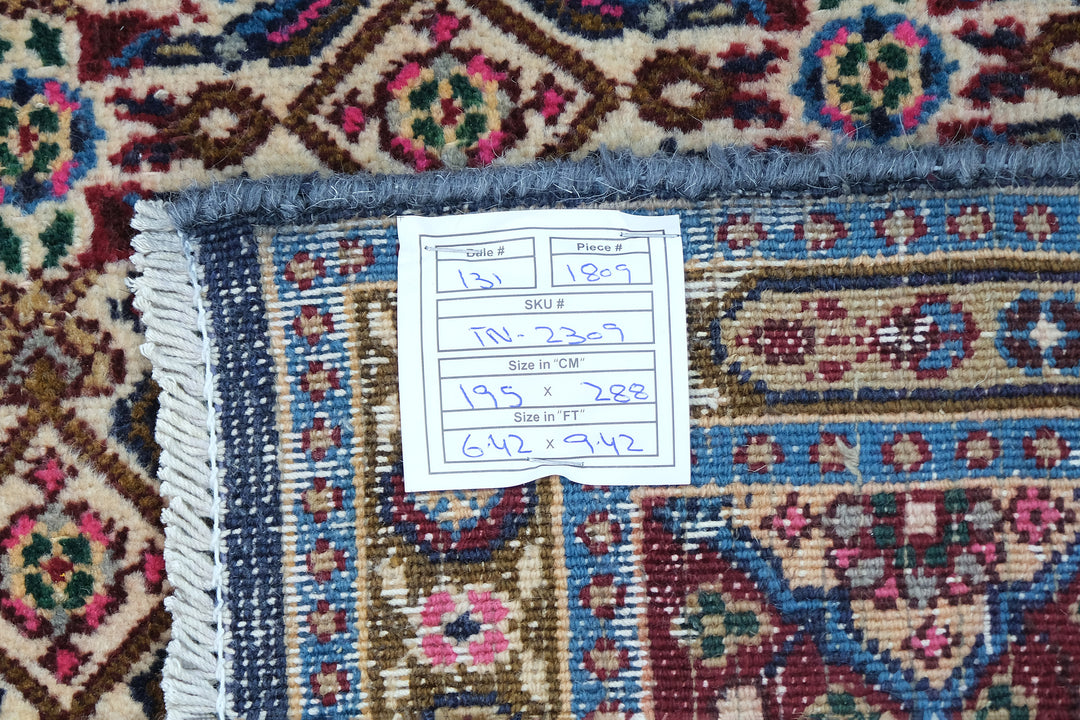 Bale # Piece #
131 1809
SKU #
TN-2309
Size in "CM"
195 x 288
Size in "FT"
6.42 x 9.42